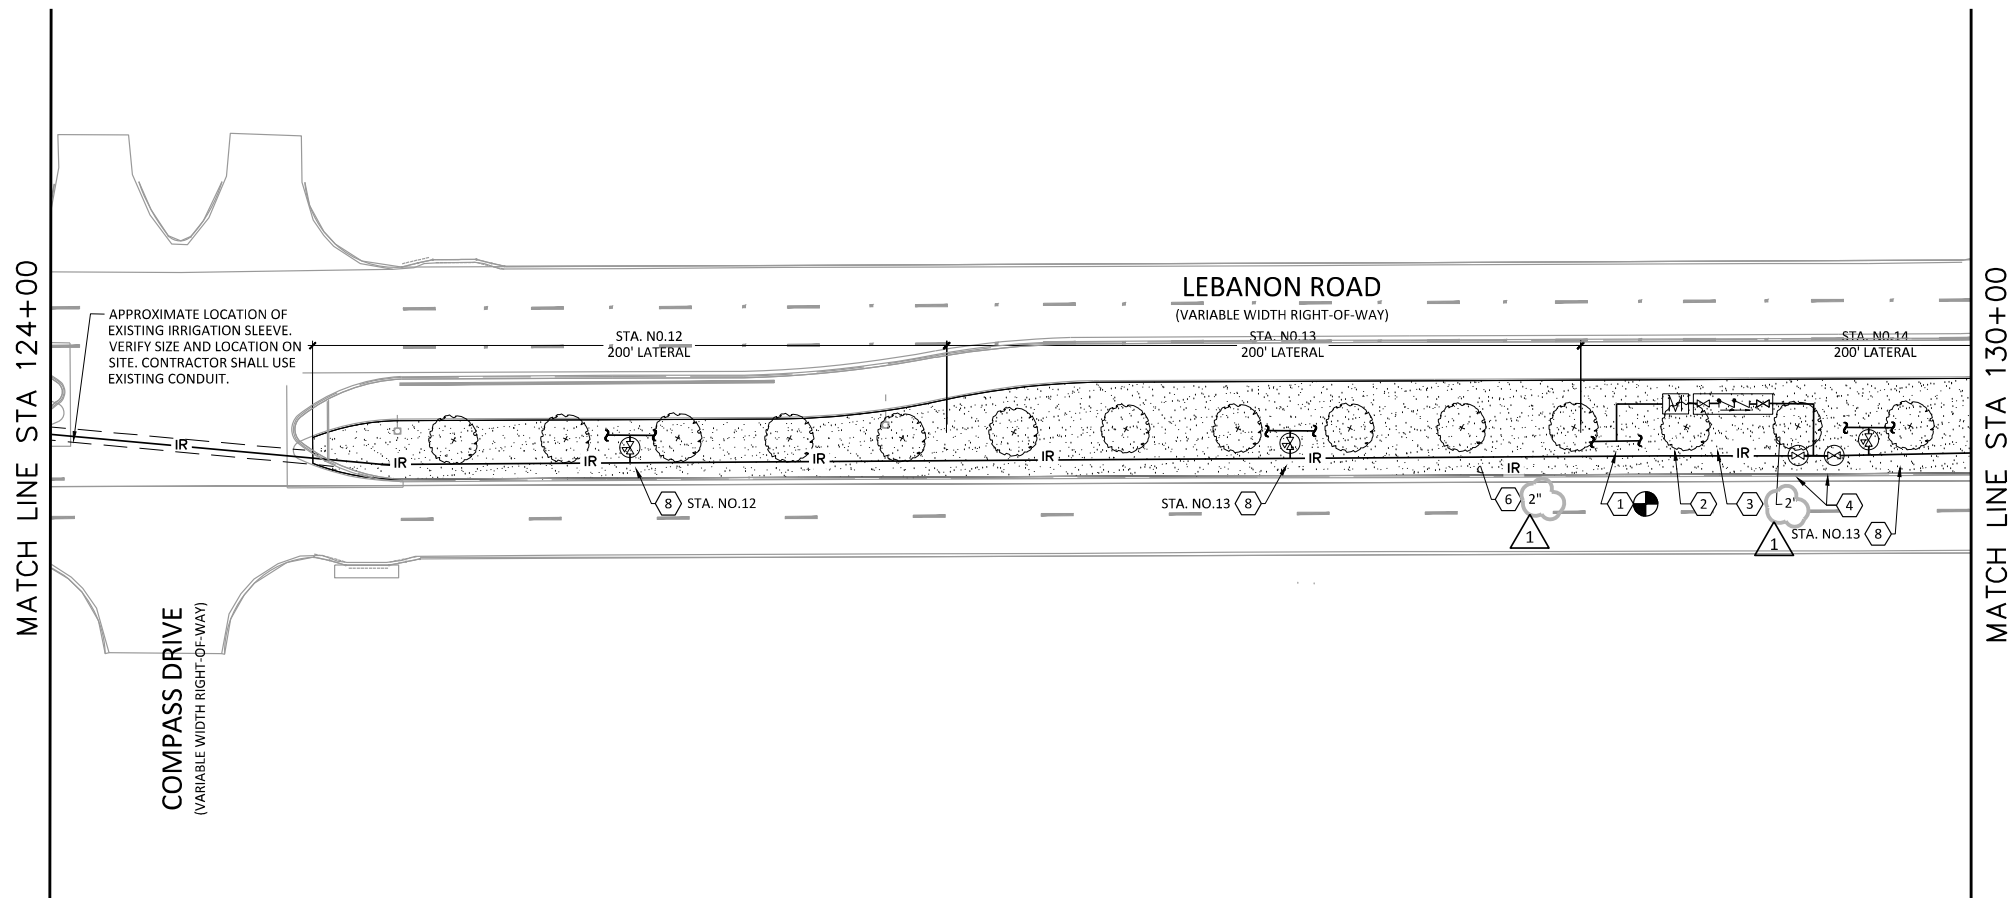 MATCH LINE STA 124+00
APPROXIMATE LOCATION OF
EXISTING IRRIGATION SLEEVE.
VERIFY SIZE AND LOCATION ON
SITE. CONTRACTOR SHALL USE
EXISTING CONDUIT.
LEBANON ROAD
(VARIABLE WIDTH RIGHT-OF-WAY)
STA. N0.12
200' LATERAL
STA. N0.13
200' LATERAL
STA. N0.14
200' LATERAL
IR
IR
IR
IR
IR
IR
IR
IR
M
8 STA. NO.12
STA. NO.13 8
6 2"
1
1
2
3
2"
4
1
STA. NO.13 8
COMPASS DRIVE
(VARIABLE WIDTH RIGHT-OF-WAY)
MATCH LINE STA 130+00